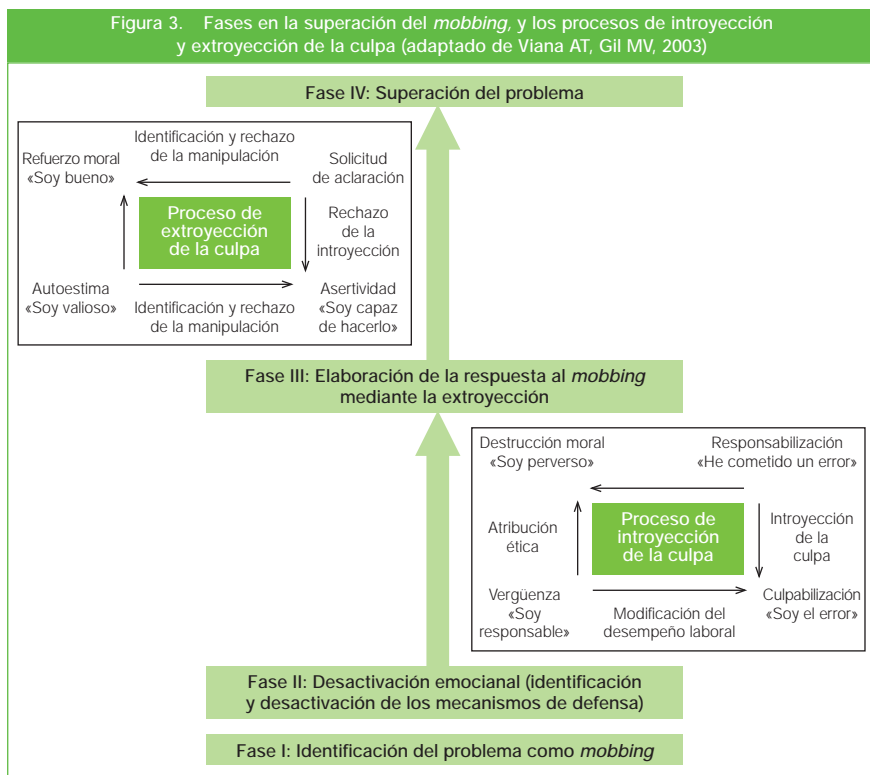 Figura 3. Fases en la superación del mobbing, y los procesos de introyección
y extroyección de la culpa (adaptado de Viana AT, Gil MV, 2003)
Fase IV: Superación del problema
Identificación y rechazo
de la manipulación
Refuerzo moral
«Soy bueno»
Solicitud
de aclaración
Proceso de
extroyección
de la culpa
Rechazo
de la
introyección
Autoestima
«Soy valioso»
Identificación y rechazo
de la manipulación
Asertividad
«Soy capaz
de hacerlo»
Fase III: Elaboración de la respuesta al mobbing
mediante la extroyección
Destrucción moral
«Soy perverso»
Responsabilización
«He cometido un error»
Atribución
ética
Proceso de
introyección
de la culpa
Introyección
de la
culpa
Vergüenza
«Soy
responsable»
Modificación del
desempeño laboral
Culpabilización
«Soy el error»
Fase II: Desactivación emocianal (identificación
y desactivación de los mecanismos de defensa)
Fase I: Identificación del problema como mobbing